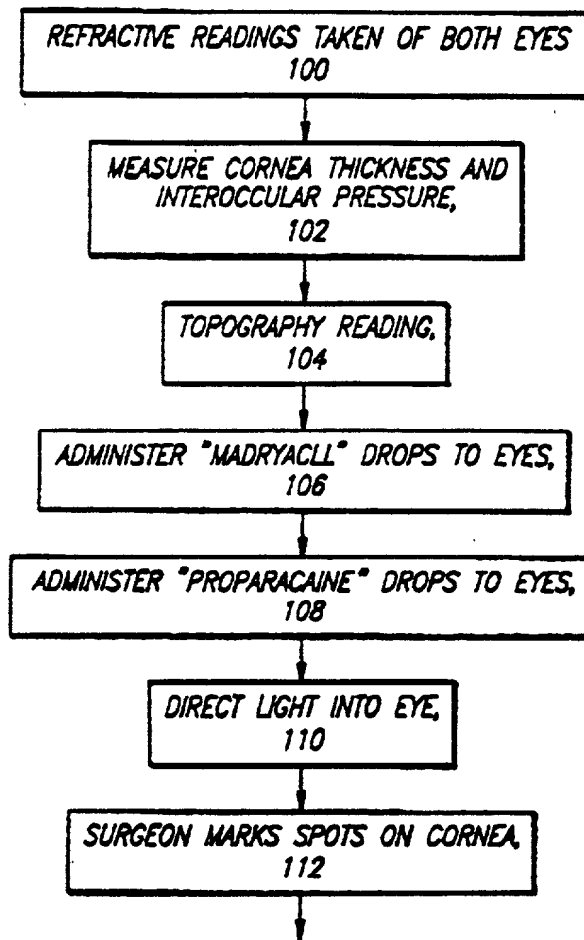 REFRACTIVE READINGS TAKEN OF BOTH EYES
100
MEASURE CORNEA THICKNESS AND
INTEROCCULAR PRESSURE,
102
TOPOGRAPHY READING,
104
ADMINISTER "MADRYACLL" DROPS TO EYES,
106
ADMINISTER "PROPARACAINE" DROPS TO EYES,
108
DIRECT LIGHT INTO EYE,
110
SURGEON MARKS SPOTS ON CORNEA,
112